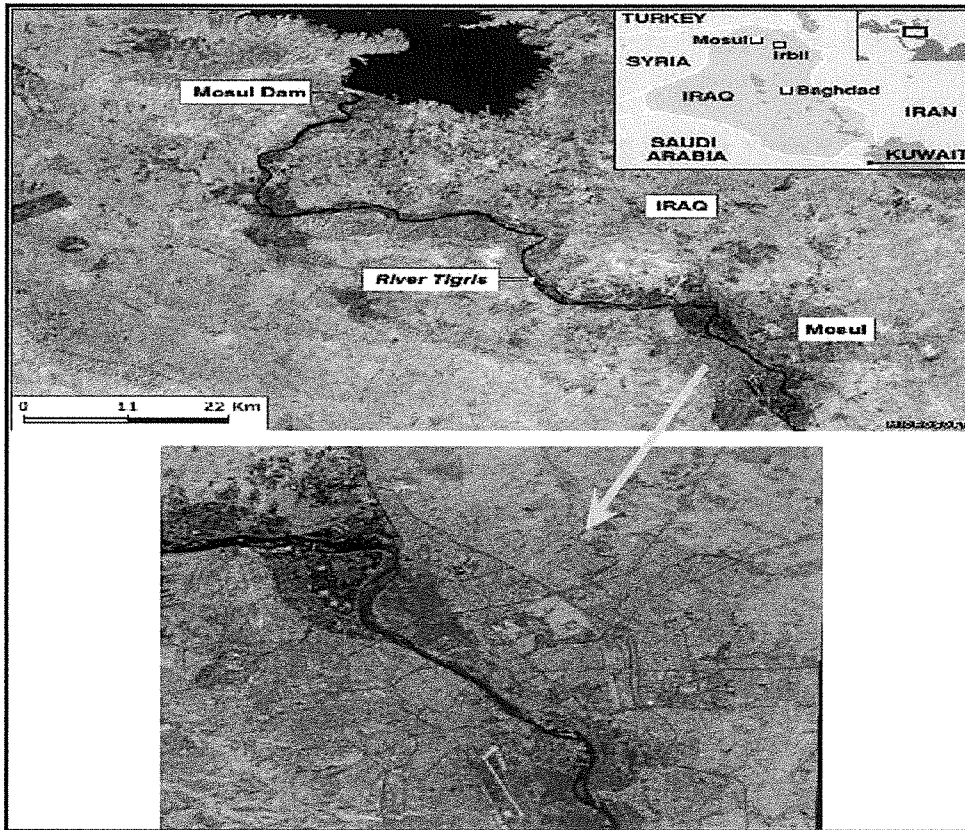 TURKEY
Mosul
Irbil
SYRIA
IRAQ
Baghdad
IRAN
SAUDI
ARABIA
KUWAIT
Mosul Dam
IRAQ
River Tigris
Mosul
0 11 22 Km